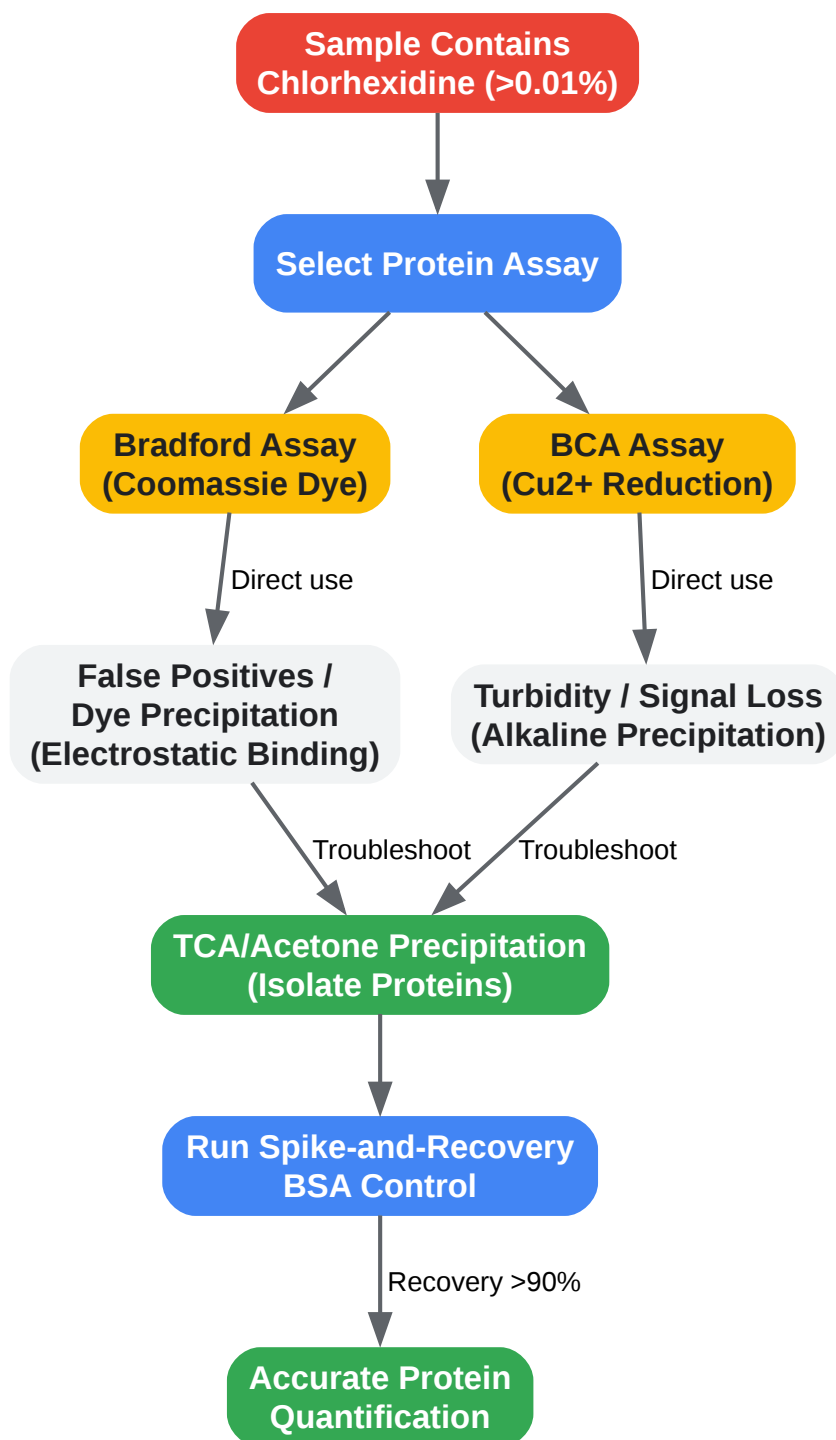 Sample Contains
Chlorhexidine (>0.01%)
Select Protein Assay
Bradford Assay
(Coomassie Dye)
BCA Assay
(Cu2+ Reduction)
Direct use
Direct use
False Positives /
Dye Precipitation
(Electrostatic Binding)
Turbidity / Signal Loss
(Alkaline Precipitation)
Troubleshoot
Troubleshoot
TCA/Acetone Precipitation
(Isolate Proteins)
Run Spike-and-Recovery
BSA Control
Recovery >90%
Accurate Protein
Quantification